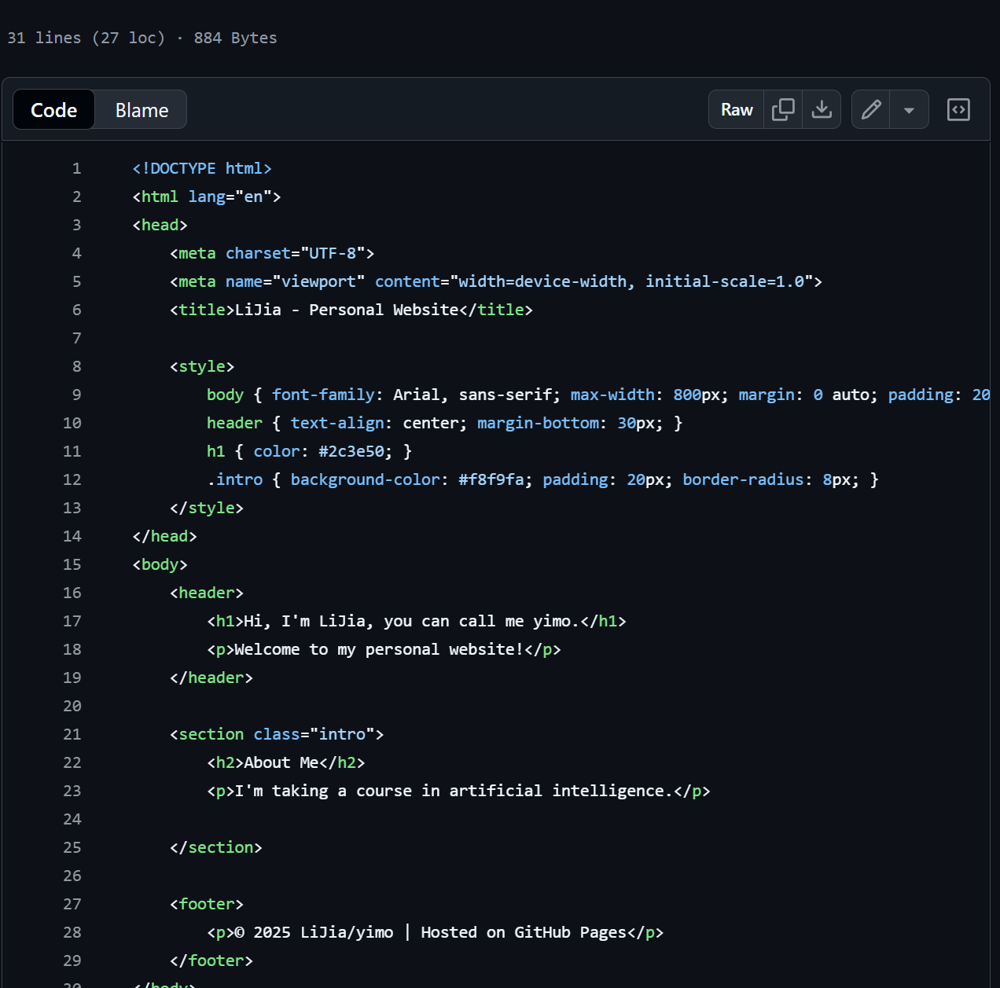 31 lines (27 loc) · 884 Bytes
Code Blame Raw
1 <!DOCTYPE html>
2 <html lang="en">
3 <head>
4     <meta charset="UTF-8">
5     <meta name="viewport" content="width=device-width, initial-scale=1.0">
6     <title>LiJia - Personal Website</title>
7
8     <style>
9         body { font-family: Arial, sans-serif; max-width: 800px; margin: 0 auto; padding: 20
10         header { text-align: center; margin-bottom: 30px; }
11         h1 { color: #2c3e50; }
12         .intro { background-color: #f8f9fa; padding: 20px; border-radius: 8px; }
13     </style>
14 </head>
15 <body>
16     <header>
17         <h1>Hi, I'm LiJia, you can call me yimo.</h1>
18         <p>Welcome to my personal website!</p>
19     </header>
20
21     <section class="intro">
22         <h2>About Me</h2>
23         <p>I'm taking a course in artificial intelligence.</p>
24
25     </section>
26
27     <footer>
28         <p>© 2025 LiJia/yimo | Hosted on GitHub Pages</p>
29     </footer>
30 </body>